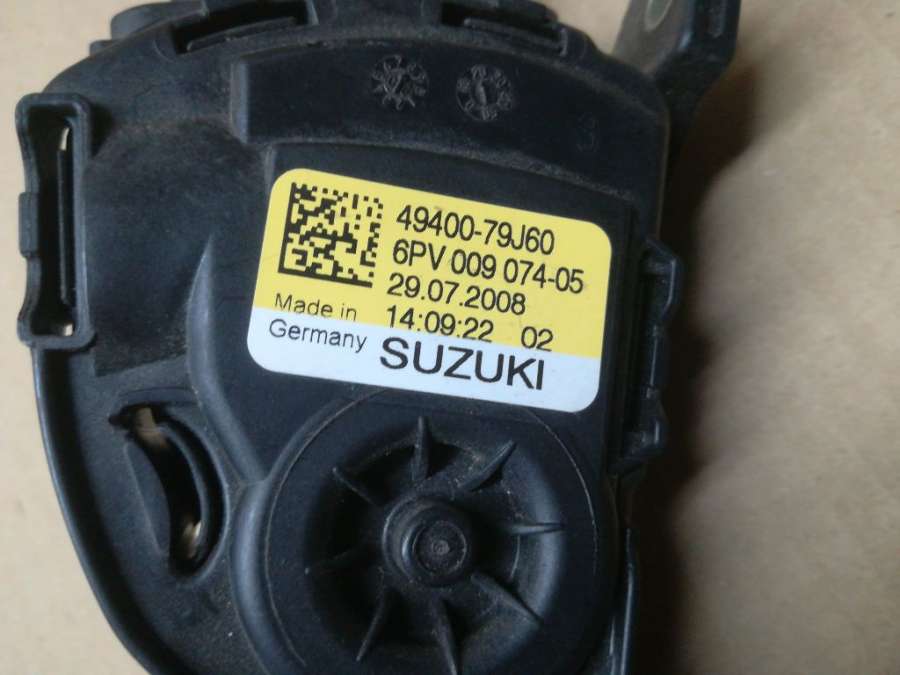 49400-79J60
6PV 009 074-05
29.07.2008
14:09:22 02
Made in
Germany
SUZUKI